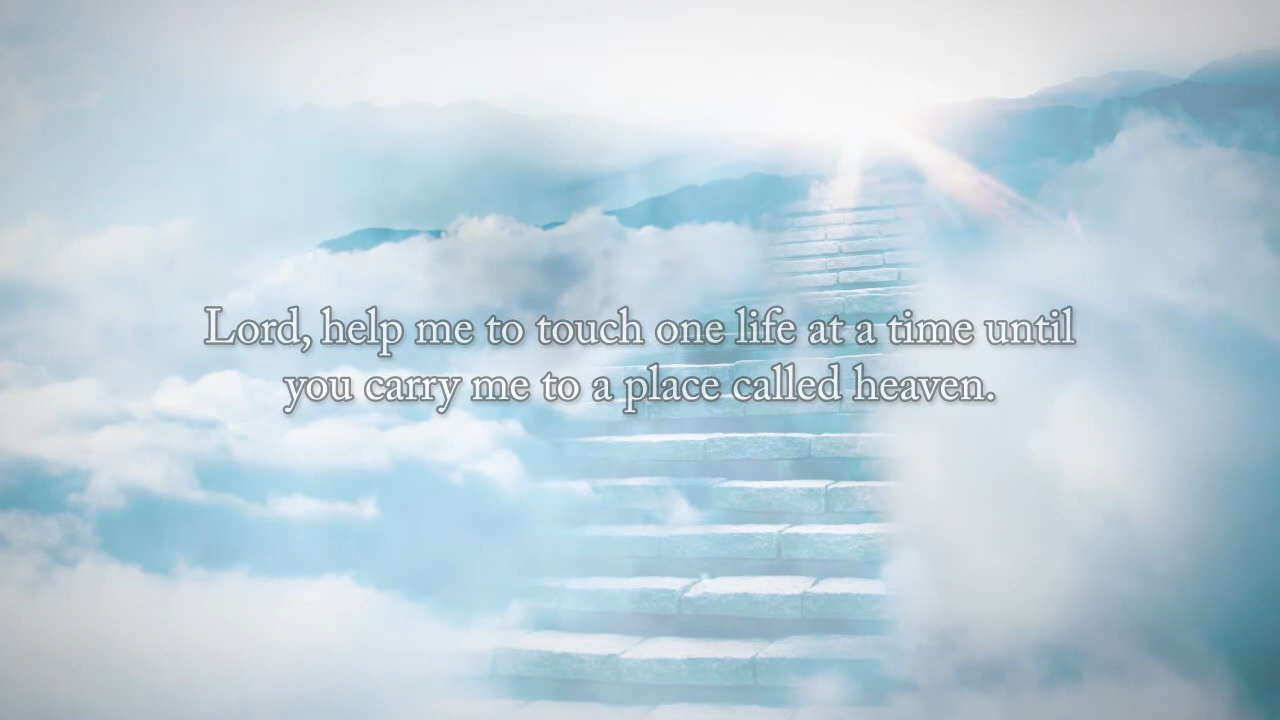 Lord, help me to touch one life at a time until
you carry me to a place called heaven.